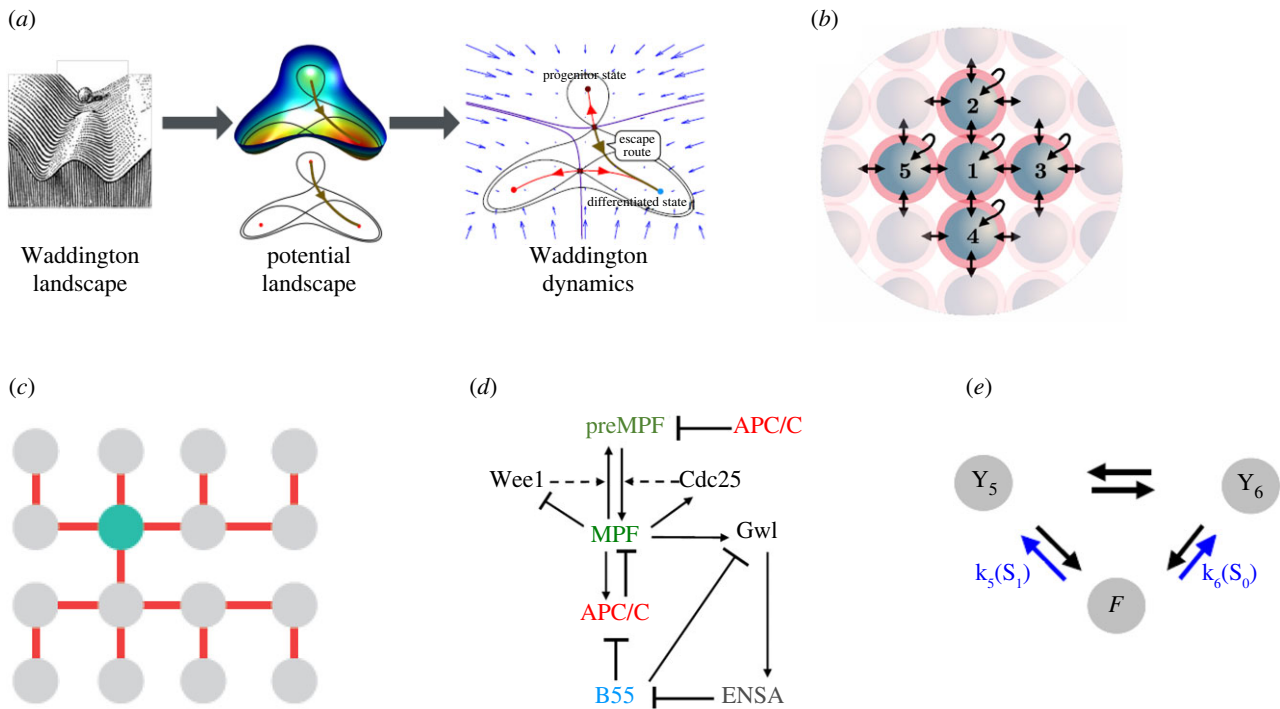 (a)
progenitor state
escape
route
differentiated state
Waddington
landscape
potential
landscape
Waddington
dynamics
(b)
2
5
1
3
4
(c)
(d)
preMPF
APC/C
Wee1
Cdc25
MPF
Gwl
APC/C
B55
ENSA
(e)
Y5
Y6
k5(S1)
k6(S0)
F